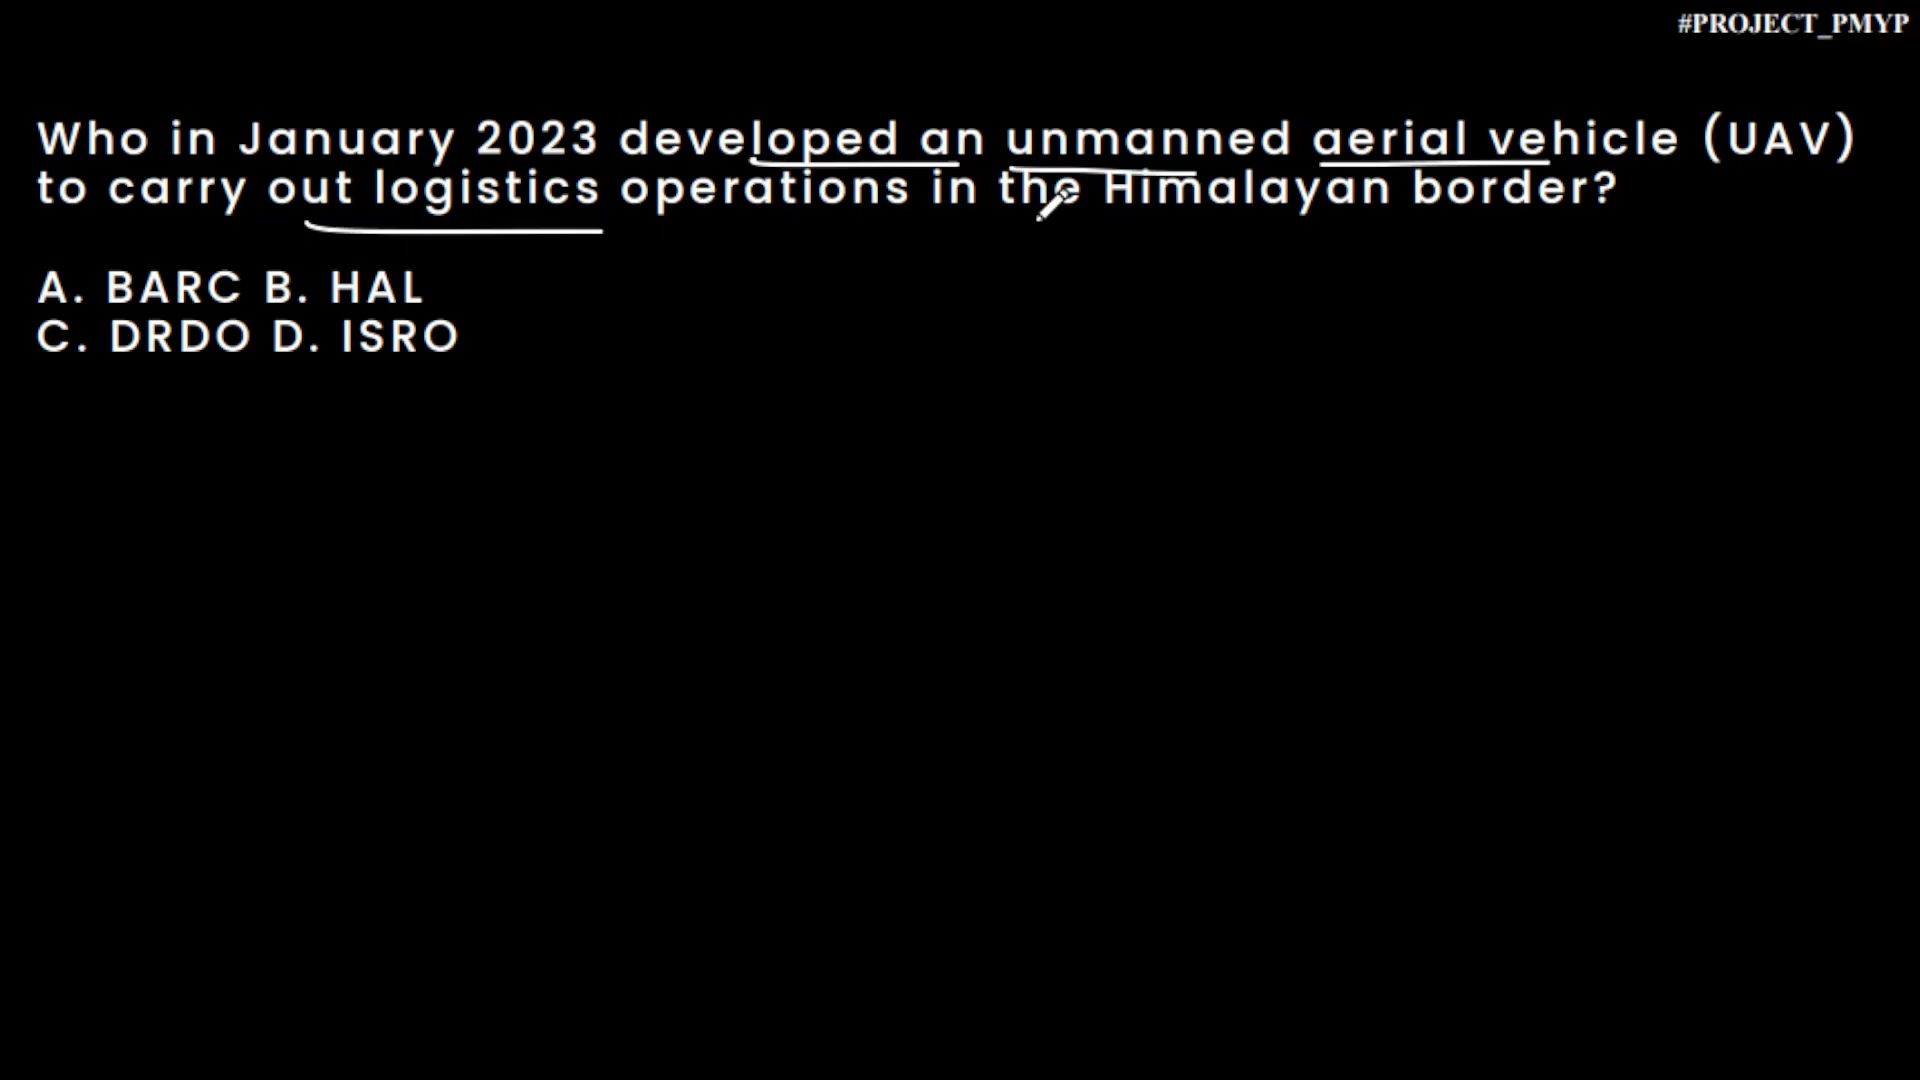 #PROJECT_PMYP
Who in January 2023 developed an unmanned aerial vehicle (UAV)
to carry out logistics operations in the Himalayan border?
A. BARC B. HAL
C. DRDO D. ISRO